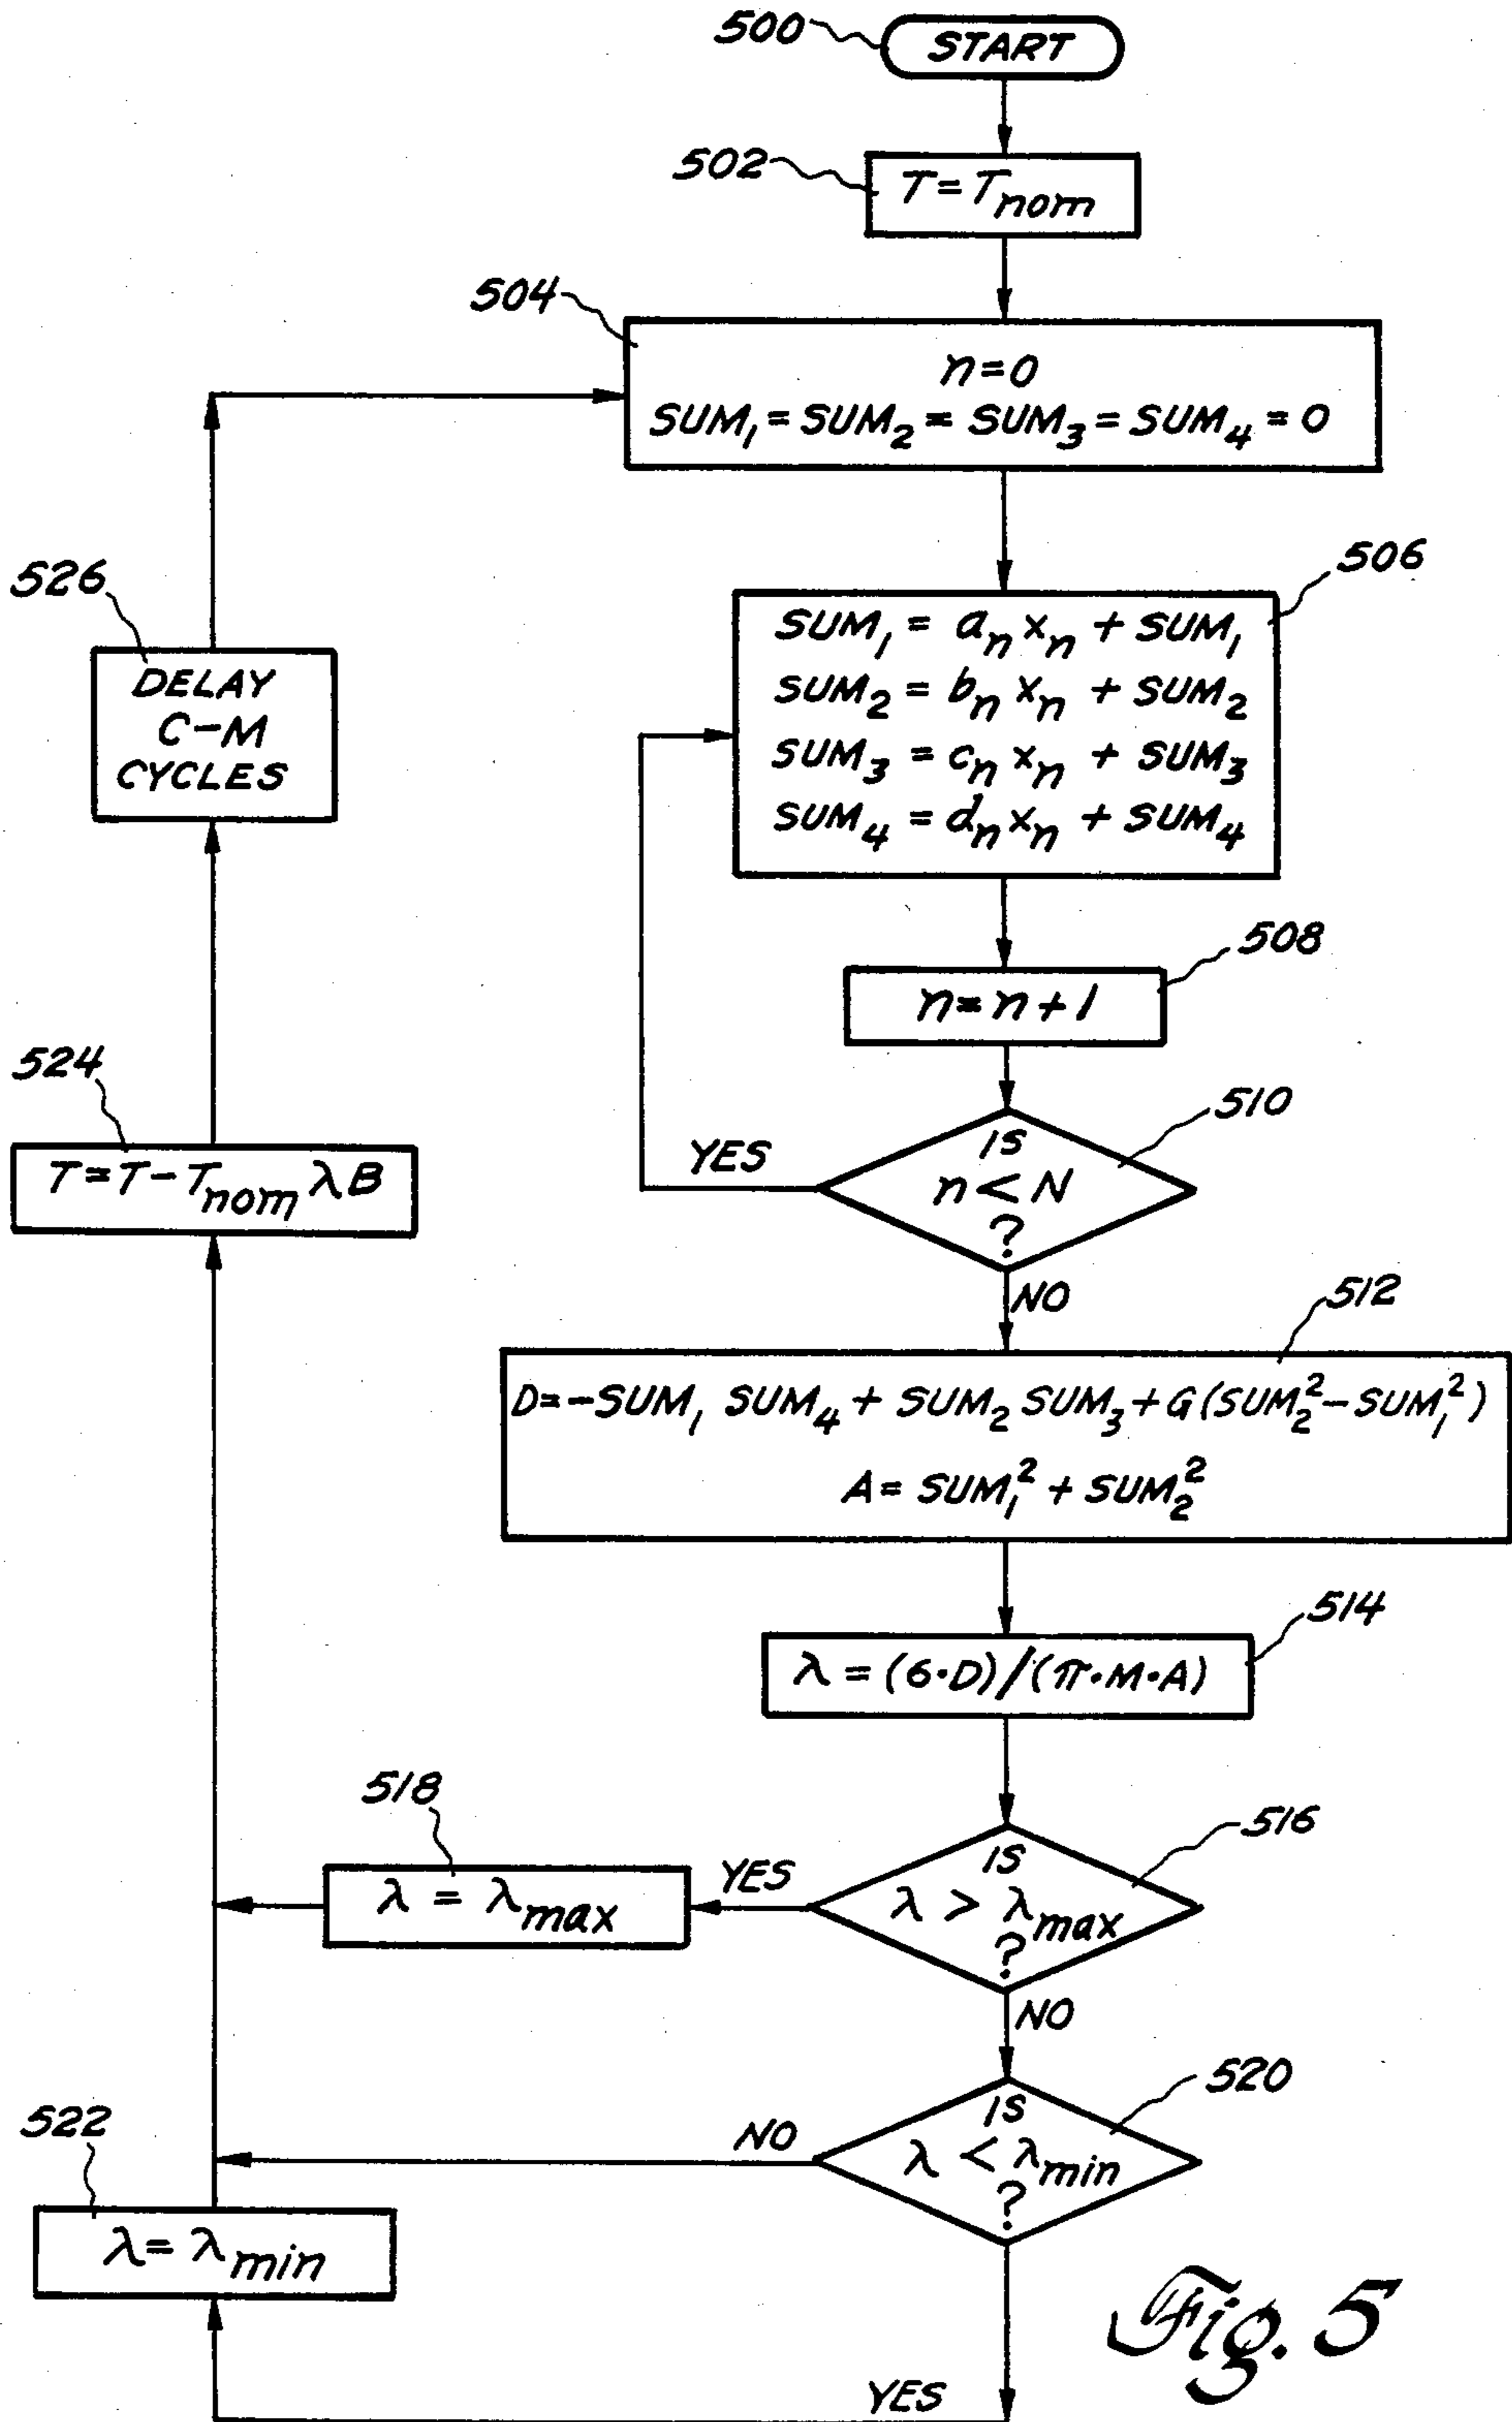 500
START
502
T = T_nom
504
n = 0
SUM_1 = SUM_2 = SUM_3 = SUM_4 = 0
506
SUM_1 = a_n x_n + SUM_1
SUM_2 = b_n x_n + SUM_2
SUM_3 = c_n x_n + SUM_3
SUM_4 = d_n x_n + SUM_4
526
DELAY
C-M
CYCLES
508
n = n + 1
524
T = T - T_nom λB
510
IS
n < N
?
YES
NO
512
D = -SUM_1 SUM_4 + SUM_2 SUM_3 + G(SUM_2^2 - SUM_1^2)
A = SUM_1^2 + SUM_2^2
514
λ = (6·D)/(π·M·A)
516
IS
λ > λ_max
?
YES
518
λ = λ_max
NO
520
IS
λ < λ_min
?
NO
522
λ = λ_min
YES
Fig. 5